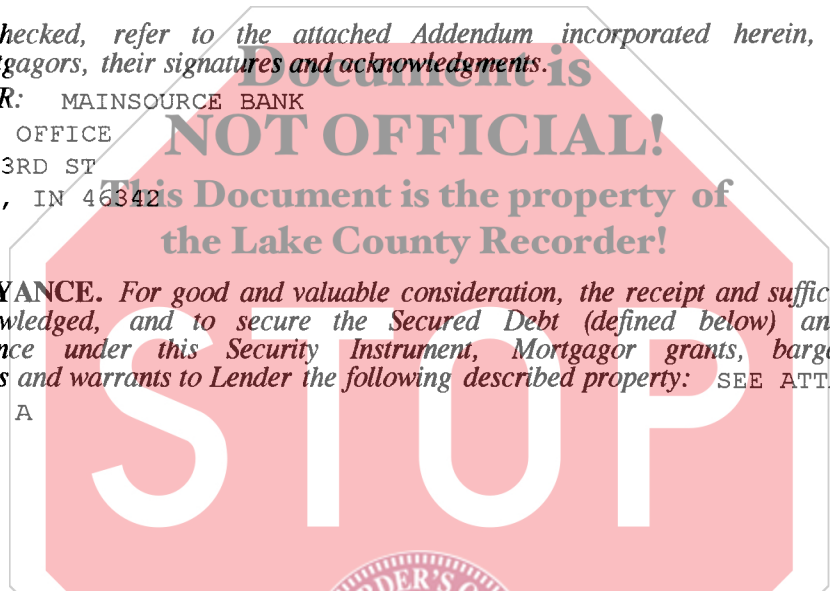 hecked, refer to the attached Addendum incorporated herein,
gagors, their signatures and acknowledgments.
Document is
R: MAINSOURCE BANK
OFFICE
NOT OFFICIAL!
3RD ST
, IN 46342
This Document is the property of
the Lake County Recorder!
YANCE. For good and valuable consideration, the receipt and suffic
wledged, and to secure the Secured Debt (defined below) an
nce under this Security Instrument, Mortgagor grants, barg
s and warrants to Lender the following described property: SEE ATT
A
STOP
RDER'S O